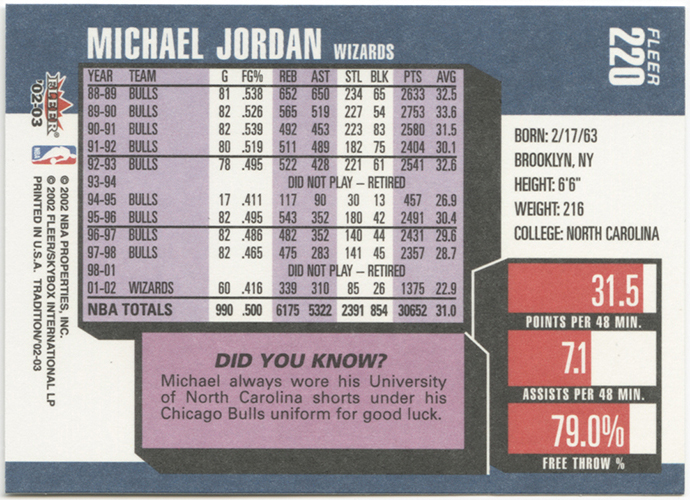 MICHAEL JORDAN WIZARDS
FLEER
220
FLEER
'02-03
NBA
© 2002 NBA PROPERTIES, INC.
© 2002 FLEER/SKYBOX INTERNATIONAL LP
PRINTED IN U.S.A. TRADITION'02-03
YEAR TEAM G FG% REB AST STL BLK PTS AVG
88-89 BULLS 81 .538 652 650 234 65 2633 32.5
89-90 BULLS 82 .526 565 519 227 54 2753 33.6
90-91 BULLS 82 .539 492 453 223 83 2580 31.5
91-92 BULLS 80 .519 511 489 182 75 2404 30.1
92-93 BULLS 78 .495 522 428 221 61 2541 32.6
93-94 DID NOT PLAY – RETIRED
94-95 BULLS 17 .411 117 90 30 13 457 26.9
95-96 BULLS 82 .495 543 352 180 42 2491 30.4
96-97 BULLS 82 .486 482 352 140 44 2431 29.6
97-98 BULLS 82 .465 475 283 141 45 2357 28.7
98-01 DID NOT PLAY – RETIRED
01-02 WIZARDS 60 .416 339 310 85 26 1375 22.9
NBA TOTALS 990 .500 6175 5322 2391 854 30652 31.0
BORN: 2/17/63
BROOKLYN, NY
HEIGHT: 6'6"
WEIGHT: 216
COLLEGE: NORTH CAROLINA
31.5
POINTS PER 48 MIN.
7.1
ASSISTS PER 48 MIN.
79.0%
FREE THROW %
DID YOU KNOW?
Michael always wore his University
of North Carolina shorts under his
Chicago Bulls uniform for good luck.